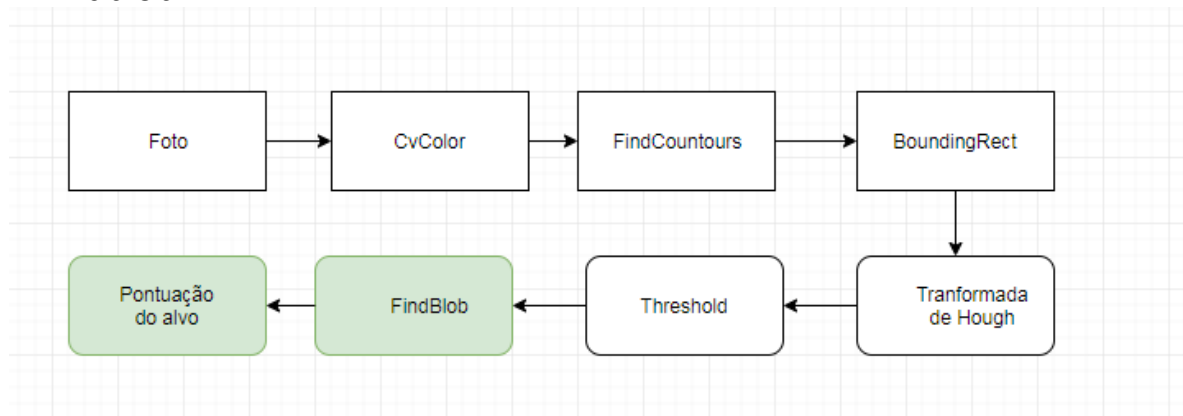 Foto
CvColor
FindCountours
BoundingRect
Tranformada
de Hough
Threshold
FindBlob
Pontuação
do alvo